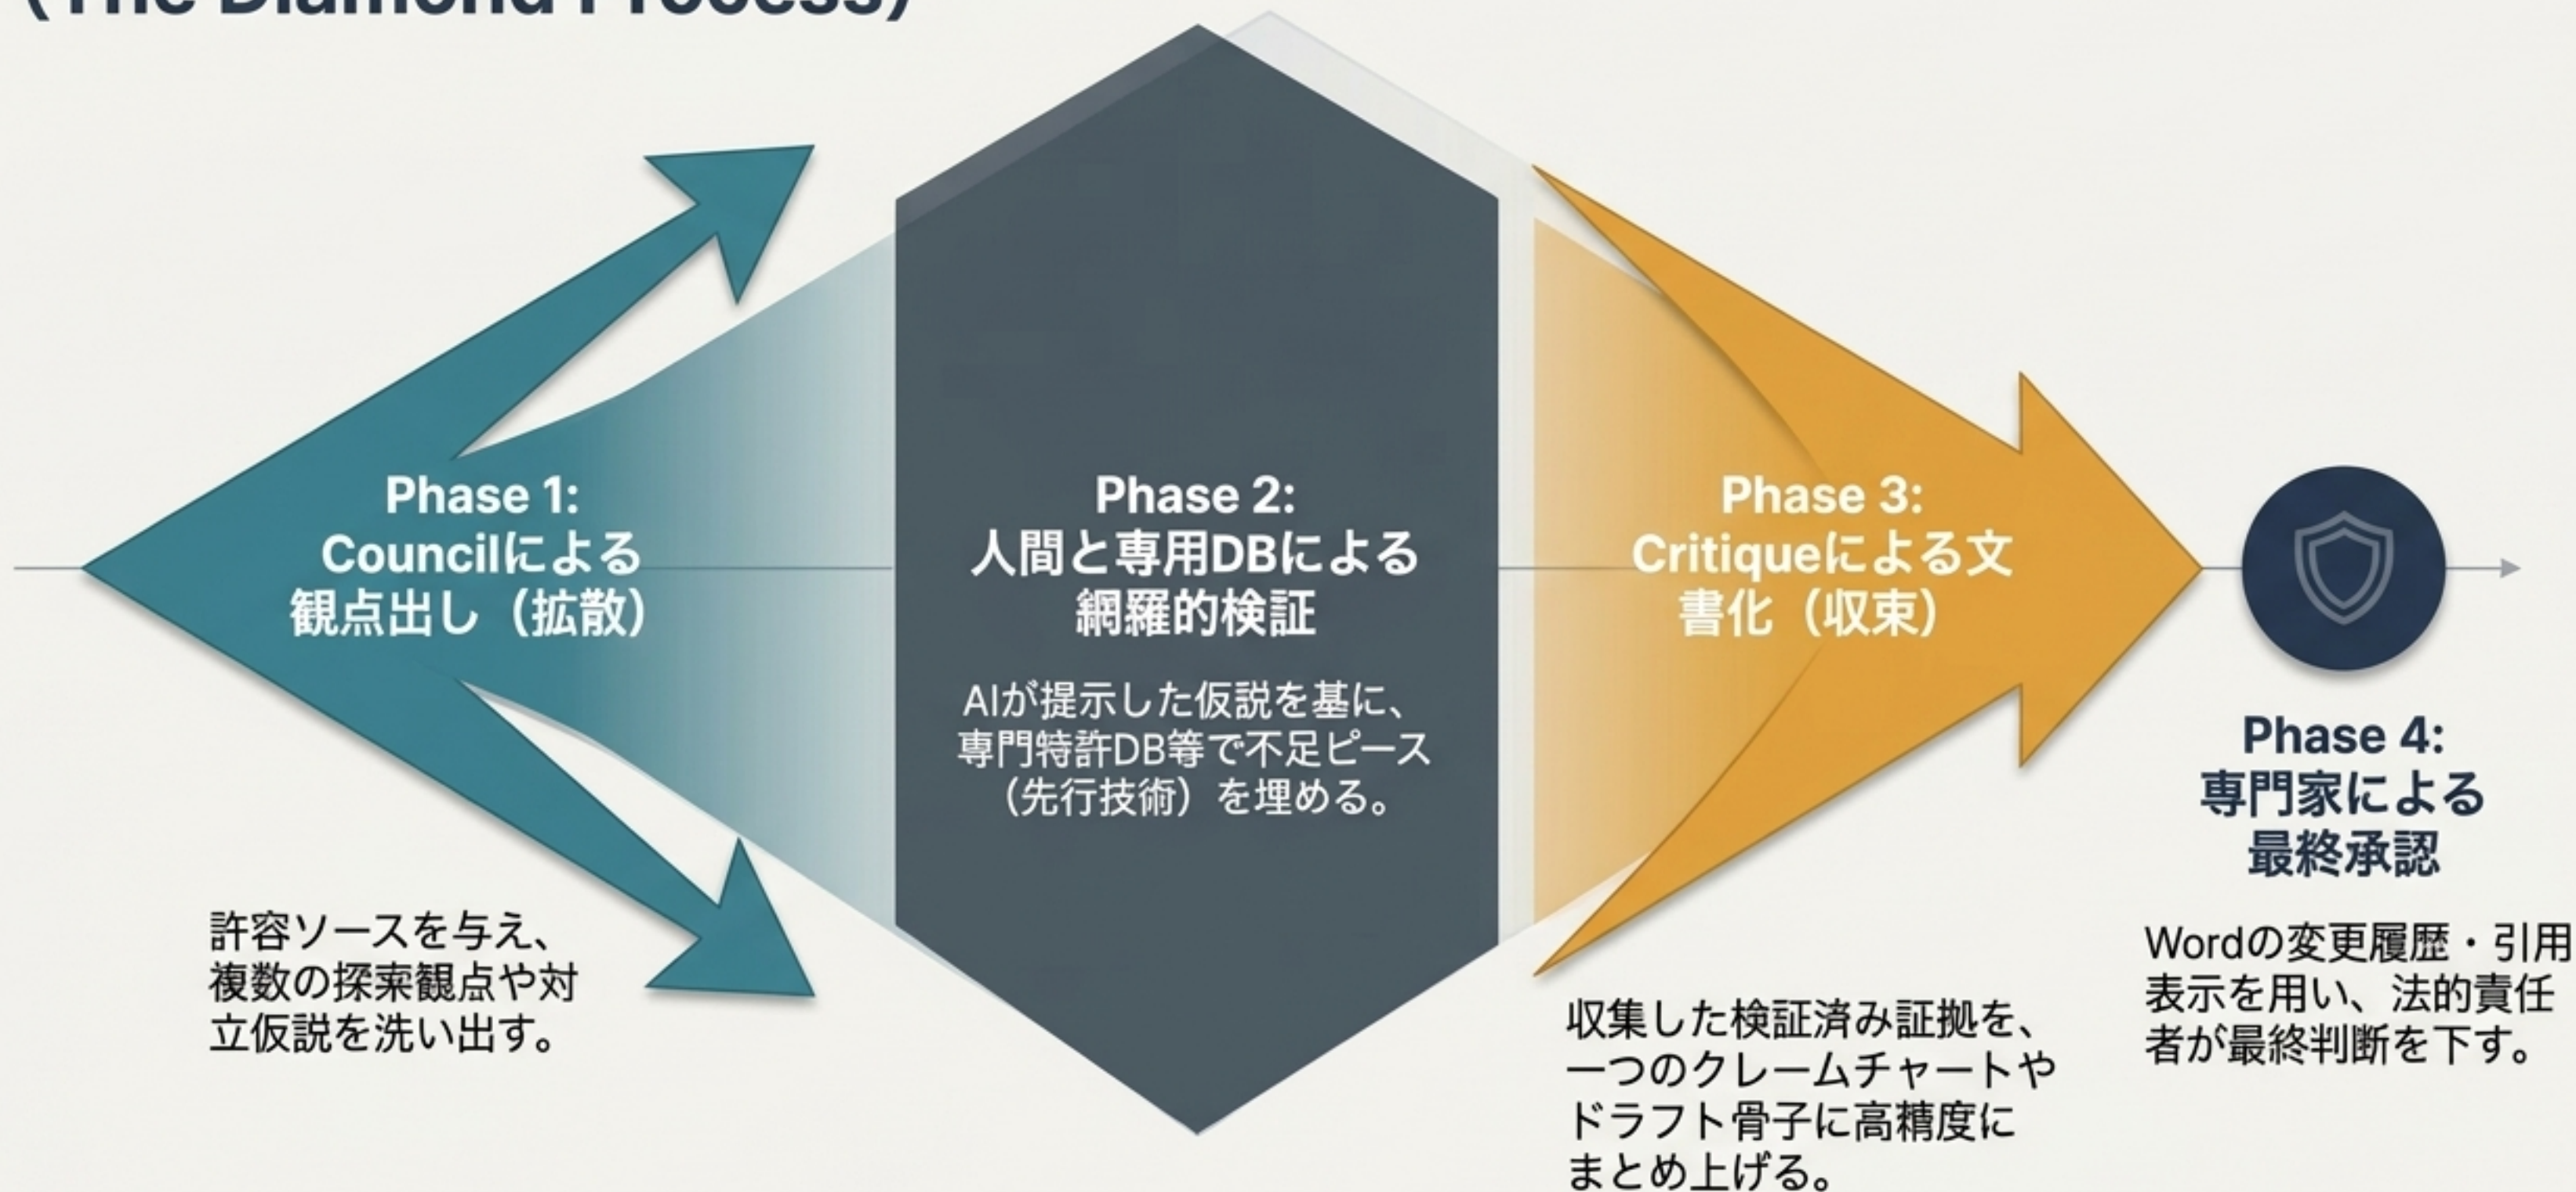 (The Diamond Process)
Phase 1:
Councilによる
観点出し（拡散）
許容ソースを与え、
複数の探索観点や対
立仮説を洗い出す。
Phase 2:
人間と専用DBによる
網羅的検証
AIが提示した仮説を基に、
専門特許DB等で不足ピース
（先行技術）を埋める。
Phase 3:
Critiqueによる文
書化（収束）
収集した検証済み証拠を、
一つのクレームチャートや
ドラフト骨子に高精度に
まとめ上げる。
Phase 4:
専門家による
最終承認
Wordの変更履歴・引用
表示を用い、法的責任
者が最終判断を下す。